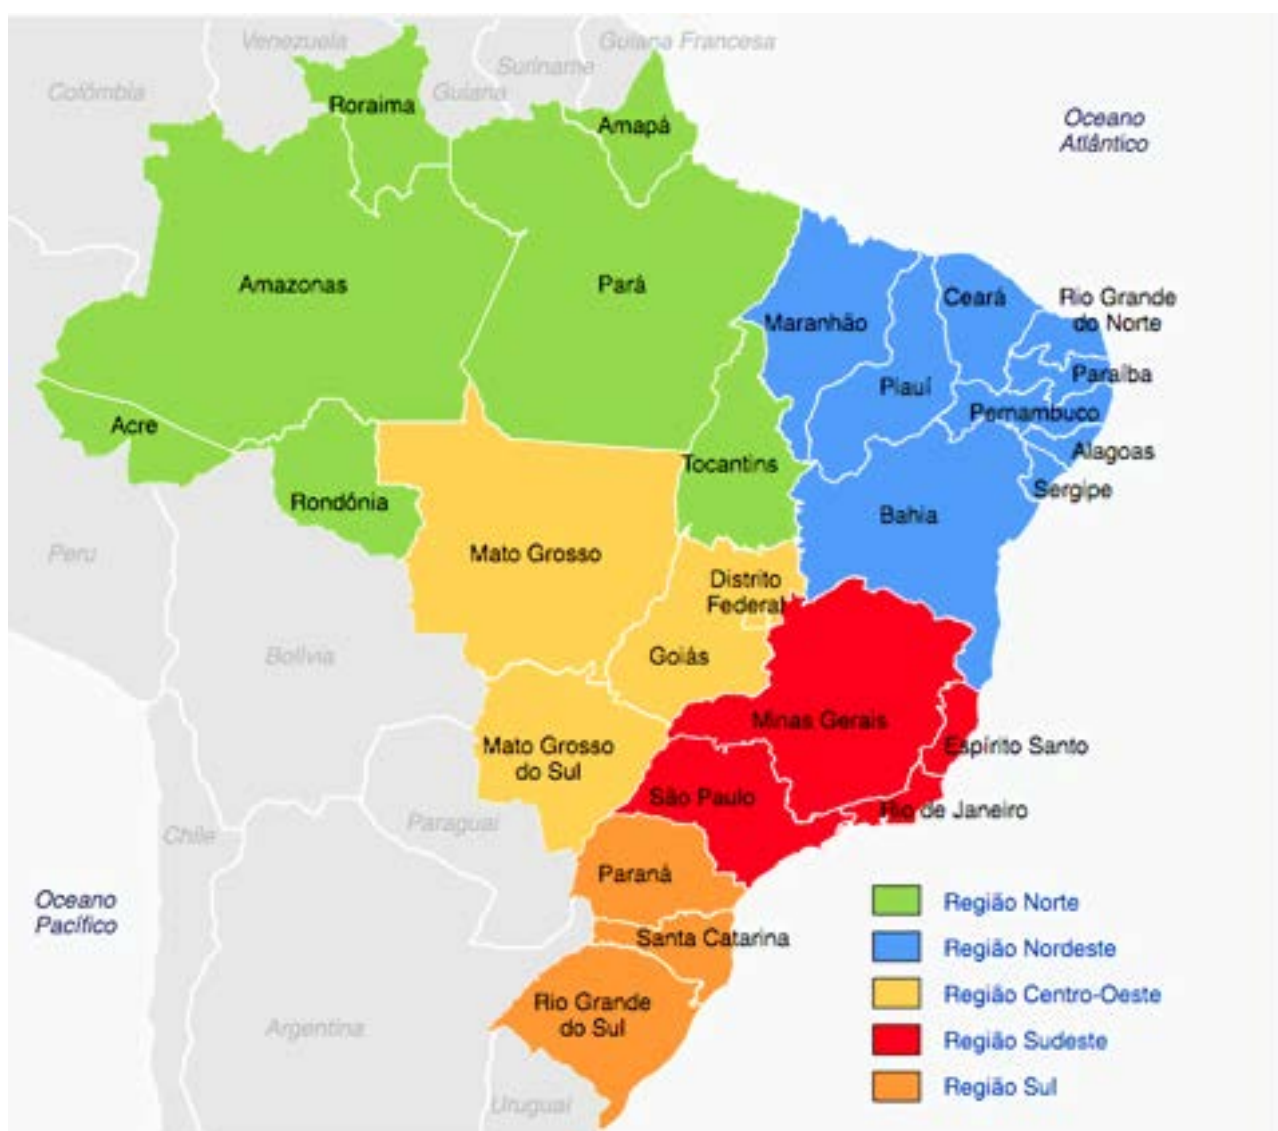 Venezuela
Guiana Francesa
Suriname
Colômbia
Guiana
Roraima
Amapá
Oceano
Atlântico
Amazonas
Pará
Maranhão
Ceará
Rio Grande
do Norte
Piauí
Paraíba
Pernambuco
Acre
Alagoas
Tocantins
Sergipe
Rondônia
Bahia
Peru
Mato Grosso
Distrito
Federal
Bolívia
Goiás
Minas Gerais
Mato Grosso
do Sul
Espírito Santo
São Paulo
Rio de Janeiro
Chile
Paraguai
Paraná
Oceano
Pacífico
Santa Catarina
Rio Grande
do Sul
Argentina
Uruguai
Região Norte
Região Nordeste
Região Centro-Oeste
Região Sudeste
Região Sul